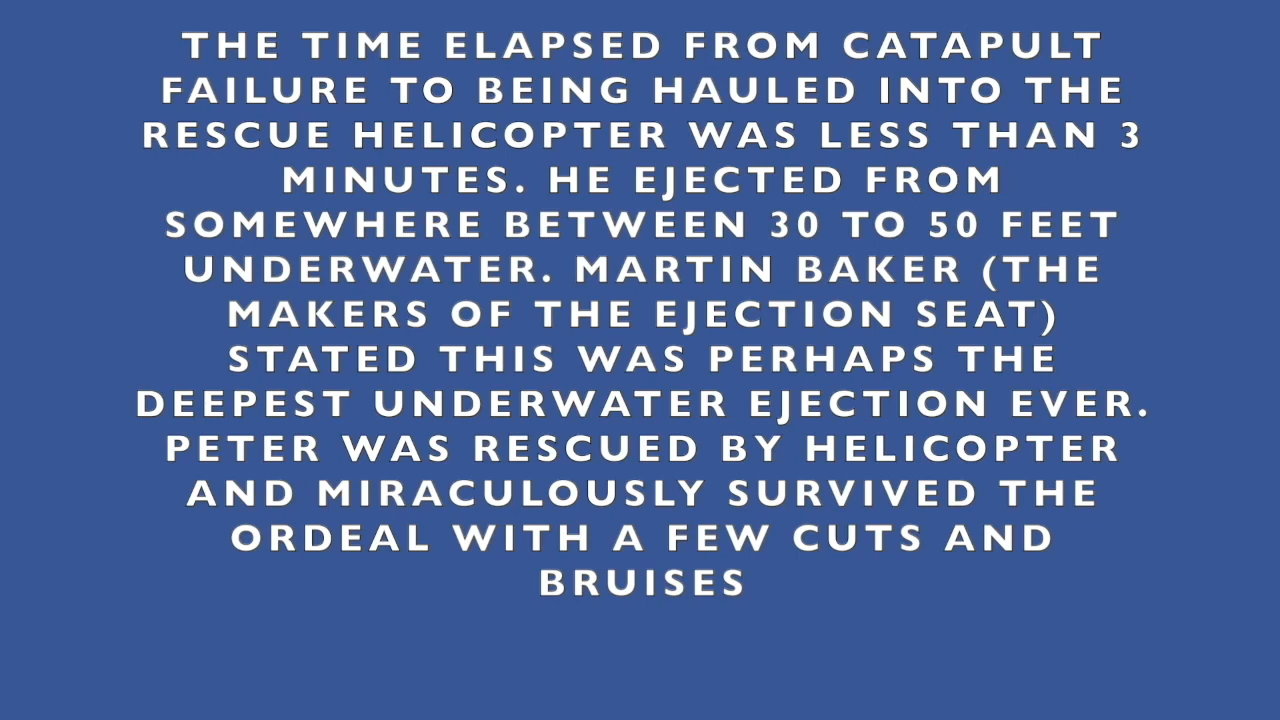 THE TIME ELAPSED FROM CATAPULT
FAILURE TO BEING HAULED INTO THE
RESCUE HELICOPTER WAS LESS THAN 3
MINUTES. HE EJECTED FROM
SOMEWHERE BETWEEN 30 TO 50 FEET
UNDERWATER. MARTIN BAKER (THE
MAKERS OF THE EJECTION SEAT)
STATED THIS WAS PERHAPS THE
DEEPEST UNDERWATER EJECTION EVER.
PETER WAS RESCUED BY HELICOPTER
AND MIRACULOUSLY SURVIVED THE
ORDEAL WITH A FEW CUTS AND
BRUISES